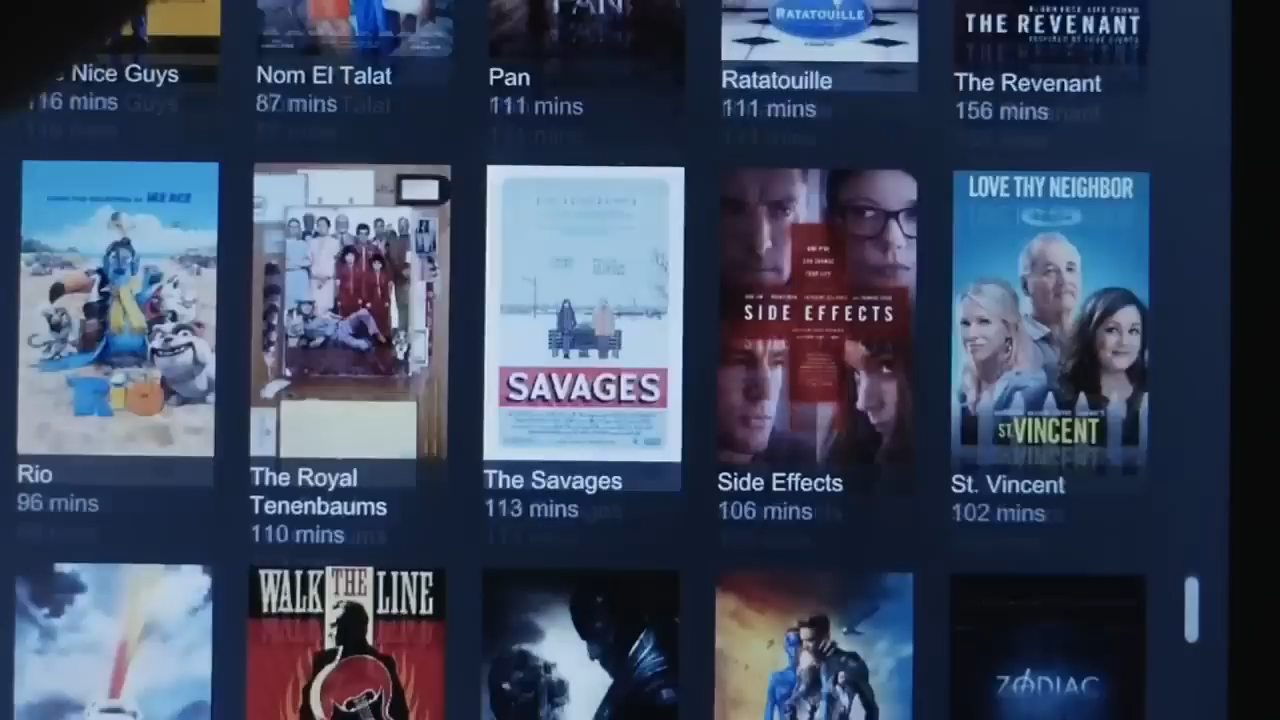 PAN
RATATOUILLE
THE REVENANT
Nice Guys
116 mins
Nom El Talat
87 mins
Pan
111 mins
Ratatouille
111 mins
The Revenant
156 mins
RIO
SAVAGES
SIDE EFFECTS
LOVE THY NEIGHBOR
ST. VINCENT
Rio
96 mins
The Royal
Tenenbaums
110 mins
The Savages
113 mins
Side Effects
106 mins
St. Vincent
102 mins
WALK THE LINE
ZODIAC